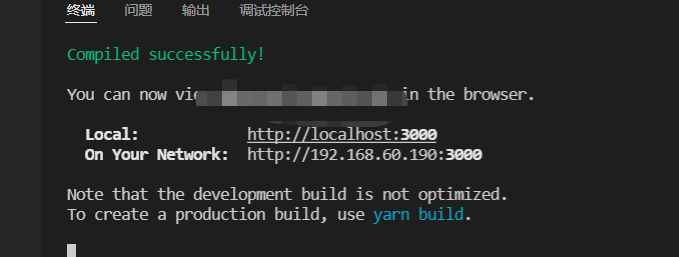 终端 问题 输出 调试控制台
Compiled successfully!
You can now in the browser.
Local: http://localhost:3000
On Your Network: http://192.168.60.190:3000
Note that the development build is not optimized.
To create a production build, use yarn build.